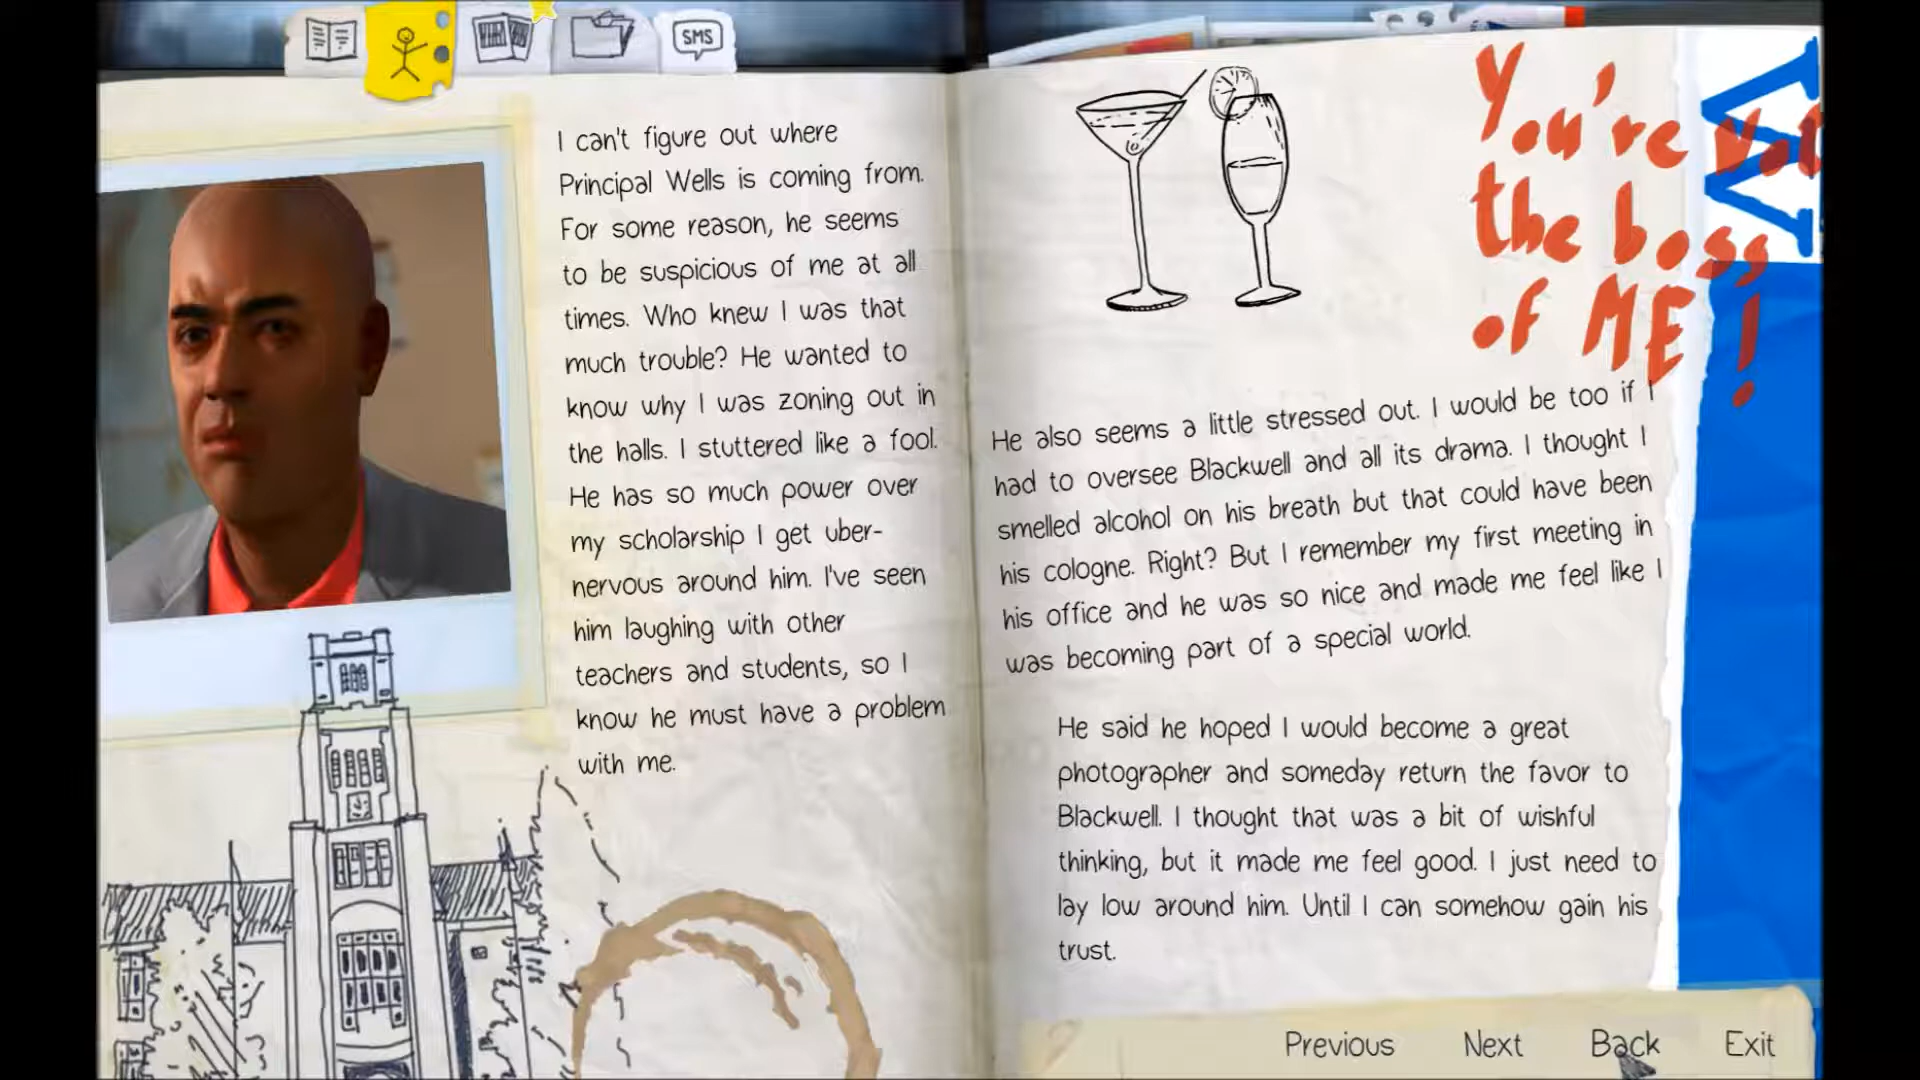 SMS
I can't figure out where
Principal Wells is coming from.
For some reason, he seems
to be suspicious of me at all
times. Who knew I was that
much trouble? He wanted to
know why I was zoning out in
the halls. I stuttered like a fool.
He has so much power over
my scholarship I get uber-
nervous around him. I've seen
him laughing with other
teachers and students, so I
know he must have a problem
with me.
You're not
the boss
of ME!
W
He also seems a little stressed out. I would be too if I
had to oversee Blackwell and all its drama. I thought I
smelled alcohol on his breath but that could have been
his cologne. Right? But I remember my first meeting in
his office and he was so nice and made me feel like I
was becoming part of a special world.
He said he hoped I would become a great
photographer and someday return the favor to
Blackwell. I thought that was a bit of wishful
thinking, but it made me feel good. I just need to
lay low around him. Until I can somehow gain his
trust.
Previous Next Back Exit